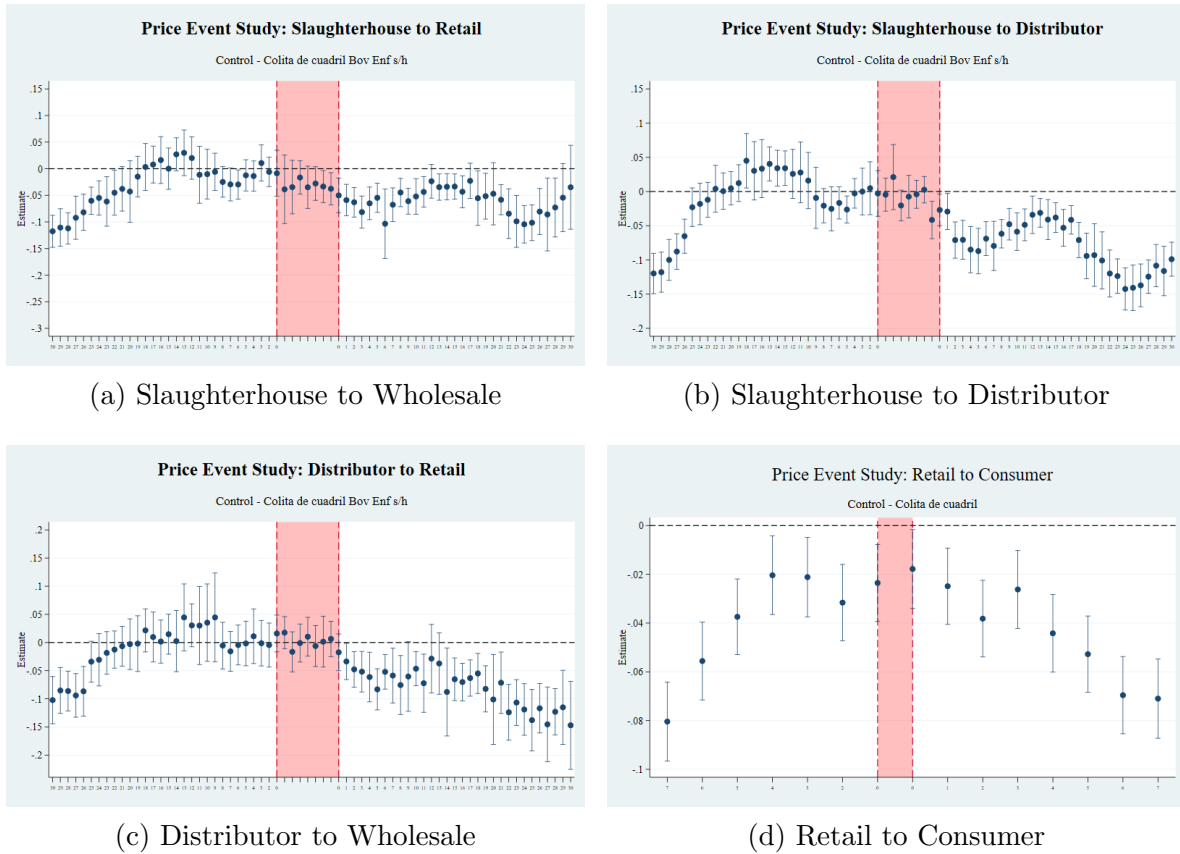 Price Event Study: Slaughterhouse to Retail
Control - Colita de cuadril Bov Enf s/h
.15
.1
.05
0
-.05
-.1
-.15
-.2
-.25
-.3
Estimate
(a) Slaughterhouse to Wholesale
Price Event Study: Slaughterhouse to Distributor
Control - Colita de cuadril Bov Enf s/h
.15
.1
.05
0
-.05
-.1
-.15
-.2
Estimate
(b) Slaughterhouse to Distributor
Price Event Study: Distributor to Retail
Control - Colita de cuadril Bov Enf s/h
.2
.15
.1
.05
0
-.05
-.1
-.15
-.2
Estimate
(c) Distributor to Wholesale
Price Event Study: Retail to Consumer
Control - Colita de cuadril
0
-.02
-.04
-.06
-.08
-.1
Estimate
7 6 5 4 3 2 0 0 1 2 3 4 5 6 7
(d) Retail to Consumer